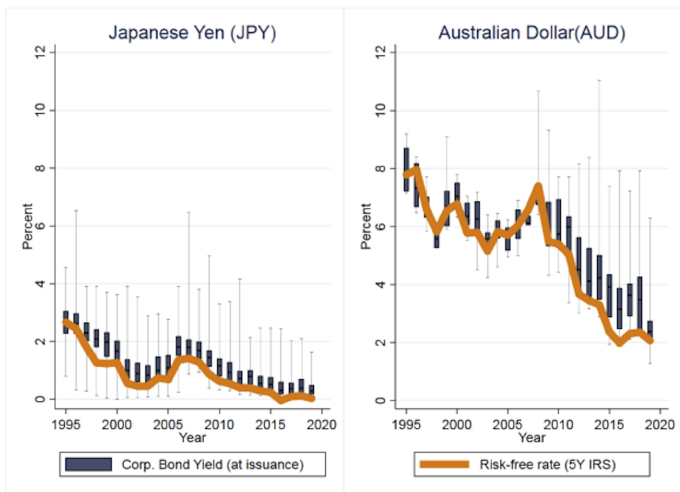 Japanese Yen (JPY)
12
10
8
6
4
2
0
Percent
1995 2000 2005 2010 2015 2020
Year
Corp. Bond Yield (at issuance)
Australian Dollar(AUD)
12
10
8
6
4
2
0
Percent
1995 2000 2005 2010 2015 2020
Year
Risk-free rate (5Y IRS)